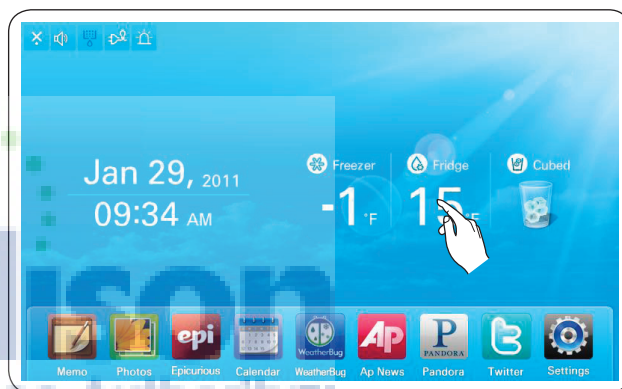 Jan 29, 2011
09:34 AM
Freezer
-1 °F
Fridge
15 °F
Cubed
epi
WeatherBug
AP
P
PANDORA
Memo
Photos
Epicurious
Calendar
WeatherBug
Ap News
Pandora
Twitter
Settings